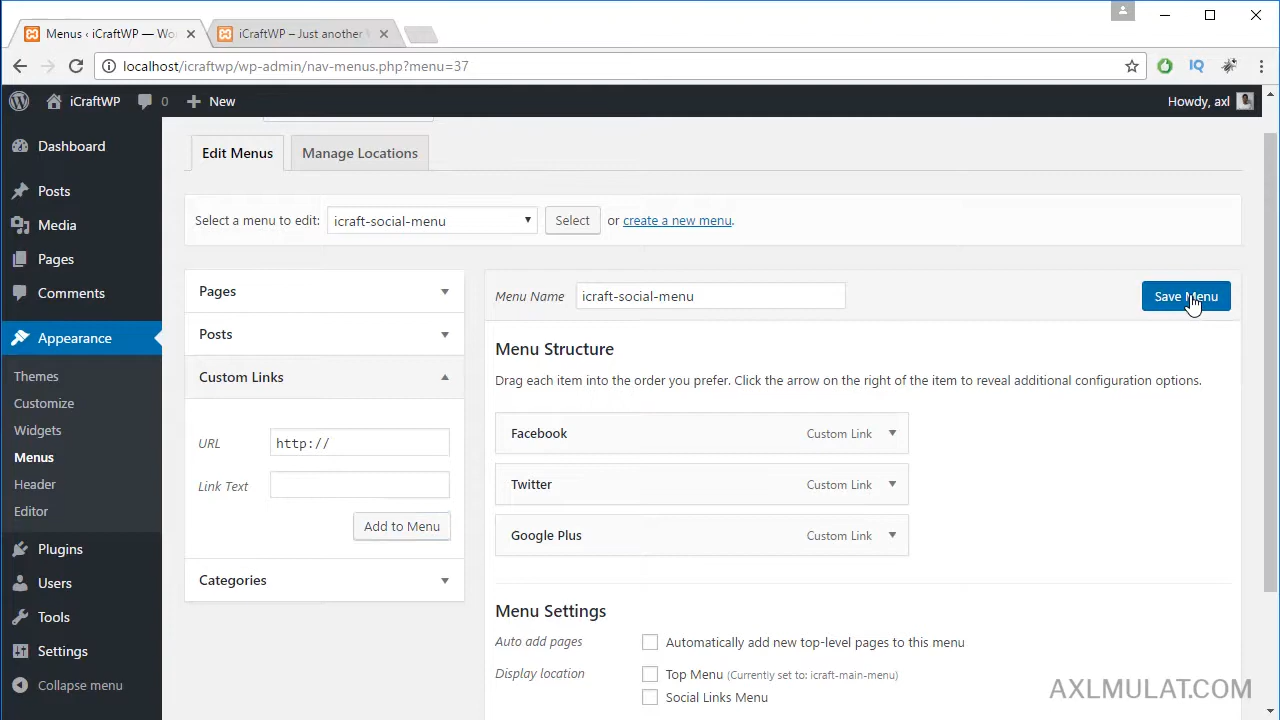 Menus ‹ iCraftWP — Wo
iCraftWP – Just another
localhost/icraftwp/wp-admin/nav-menus.php?menu=37
IQ
iCraftWP
0
New
Howdy, axl
Dashboard
Posts
Media
Pages
Comments
Appearance
Themes
Customize
Widgets
Menus
Header
Editor
Plugins
Users
Tools
Settings
Collapse menu
Edit Menus
Manage Locations
Select a menu to edit:
icraft-social-menu
Select
or create a new menu.
Pages
Posts
Custom Links
URL
http://
Link Text
Add to Menu
Categories
Menu Name
icraft-social-menu
Save Menu
Menu Structure
Drag each item into the order you prefer. Click the arrow on the right of the item to reveal additional configuration options.
Facebook
Custom Link
Twitter
Custom Link
Google Plus
Custom Link
Menu Settings
Auto add pages
Automatically add new top-level pages to this menu
Display location
Top Menu (Currently set to: icraft-main-menu)
Social Links Menu
AXLMULAT.COM